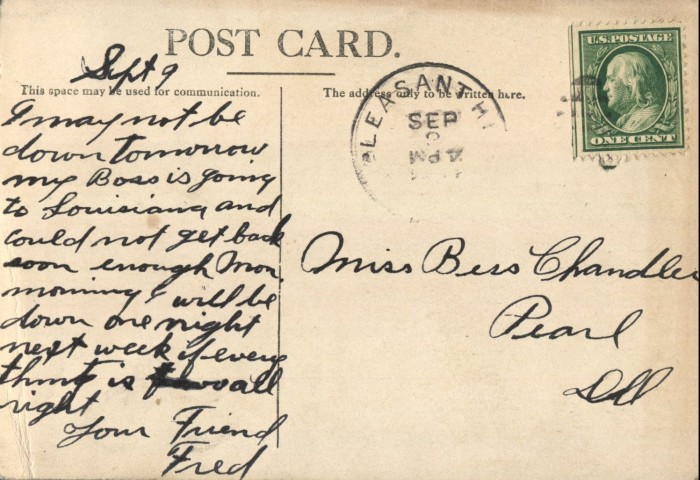 POST CARD.
U.S. POSTAGE
ONE CENT
Sept 9
This space may be used for communication.
The address only to be written here.
PLEASANT H
SEP
PM
I may not be
down tomorrow
my Boss is going
to Louisiana and
could not get back
soon enough Mon.
morning I will be
down one night
next week if every
thing is all
right
Your Friend
Fred
Miss Bess Chandler
Pearl
Ill